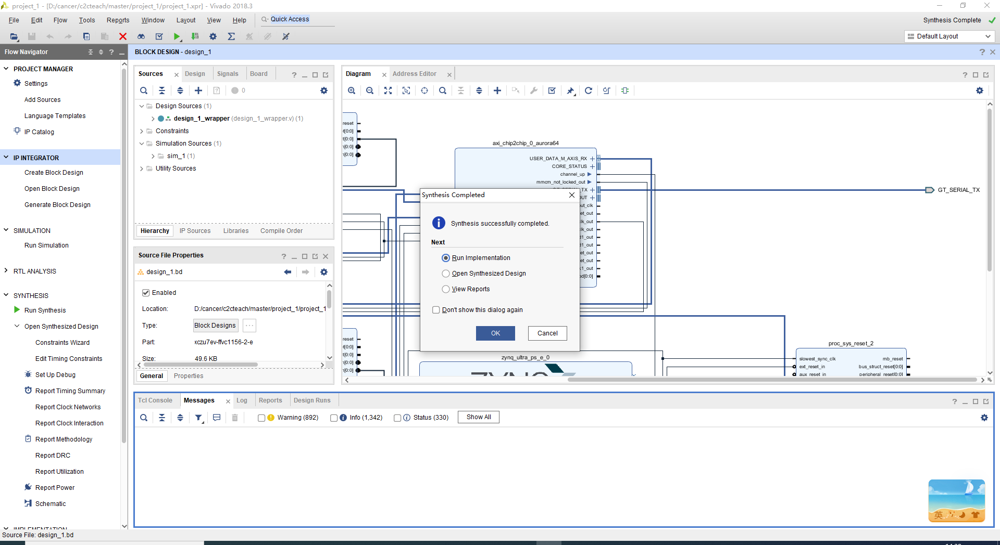 project_1 - [D:/cancer/c2cteach/master/project_1/project_1.xpr] - Vivado 2018.3
File Edit Flow Tools Reports Window Layout View Help Quick Access
Synthesis Complete
Default Layout
Flow Navigator
PROJECT MANAGER
Settings
Add Sources
Language Templates
IP Catalog
IP INTEGRATOR
Create Block Design
Open Block Design
Generate Block Design
SIMULATION
Run Simulation
RTL ANALYSIS
SYNTHESIS
Run Synthesis
Open Synthesized Design
Constraints Wizard
Edit Timing Constraints
Set Up Debug
Report Timing Summary
Report Clock Networks
Report Clock Interaction
Report Methodology
Report DRC
Report Utilization
Report Power
Schematic
IMPLEMENTATION
BLOCK DESIGN - design_1
Sources Design Signals Board
0
Design Sources (1)
design_1_wrapper (design_1_wrapper.v) (1)
Constraints
Simulation Sources (1)
sim_1 (1)
Utility Sources
Hierarchy IP Sources Libraries Compile Order
Source File Properties
design_1.bd
Enabled
Location: D:/cancer/c2cteach/master/project_1/project_1
Type: Block Designs ...
Part: xczu7ev-ffvc1156-2-e
Size: 49.6 KB
General Properties
Diagram Address Editor
reset
t[0:0]
t[0:0]
n[0:0]
n[0:0]
axi_chip2chip_0_aurora64
USER_DATA_M_AXIS_RX
CORE_STATUS
channel_up
mmcm_not_locked_out
_TX
OUT
out_clk
et_out
lk_out
lk_out
d1_out
d1_out
et_out
et_out
k1_out
pd[0:0]
GT_SERIAL_TX
reset
t[0:0]
t[0:0]
n[0:0]
n[0:0]
zynq_ultra_ps_e_0
ZYNQ
proc_sys_reset_2
slowest_sync_clk mb_reset
ext_reset_in bus_struct_reset[0:0]
aux_reset_in peripheral_reset[0:0]
Synthesis Completed
Synthesis successfully completed.
Next
Run Implementation
Open Synthesized Design
View Reports
Don't show this dialog again
OK Cancel
Tcl Console Messages Log Reports Design Runs
Warning (892) Info (1,342) Status (330) Show All
英
Source File: design_1.bd